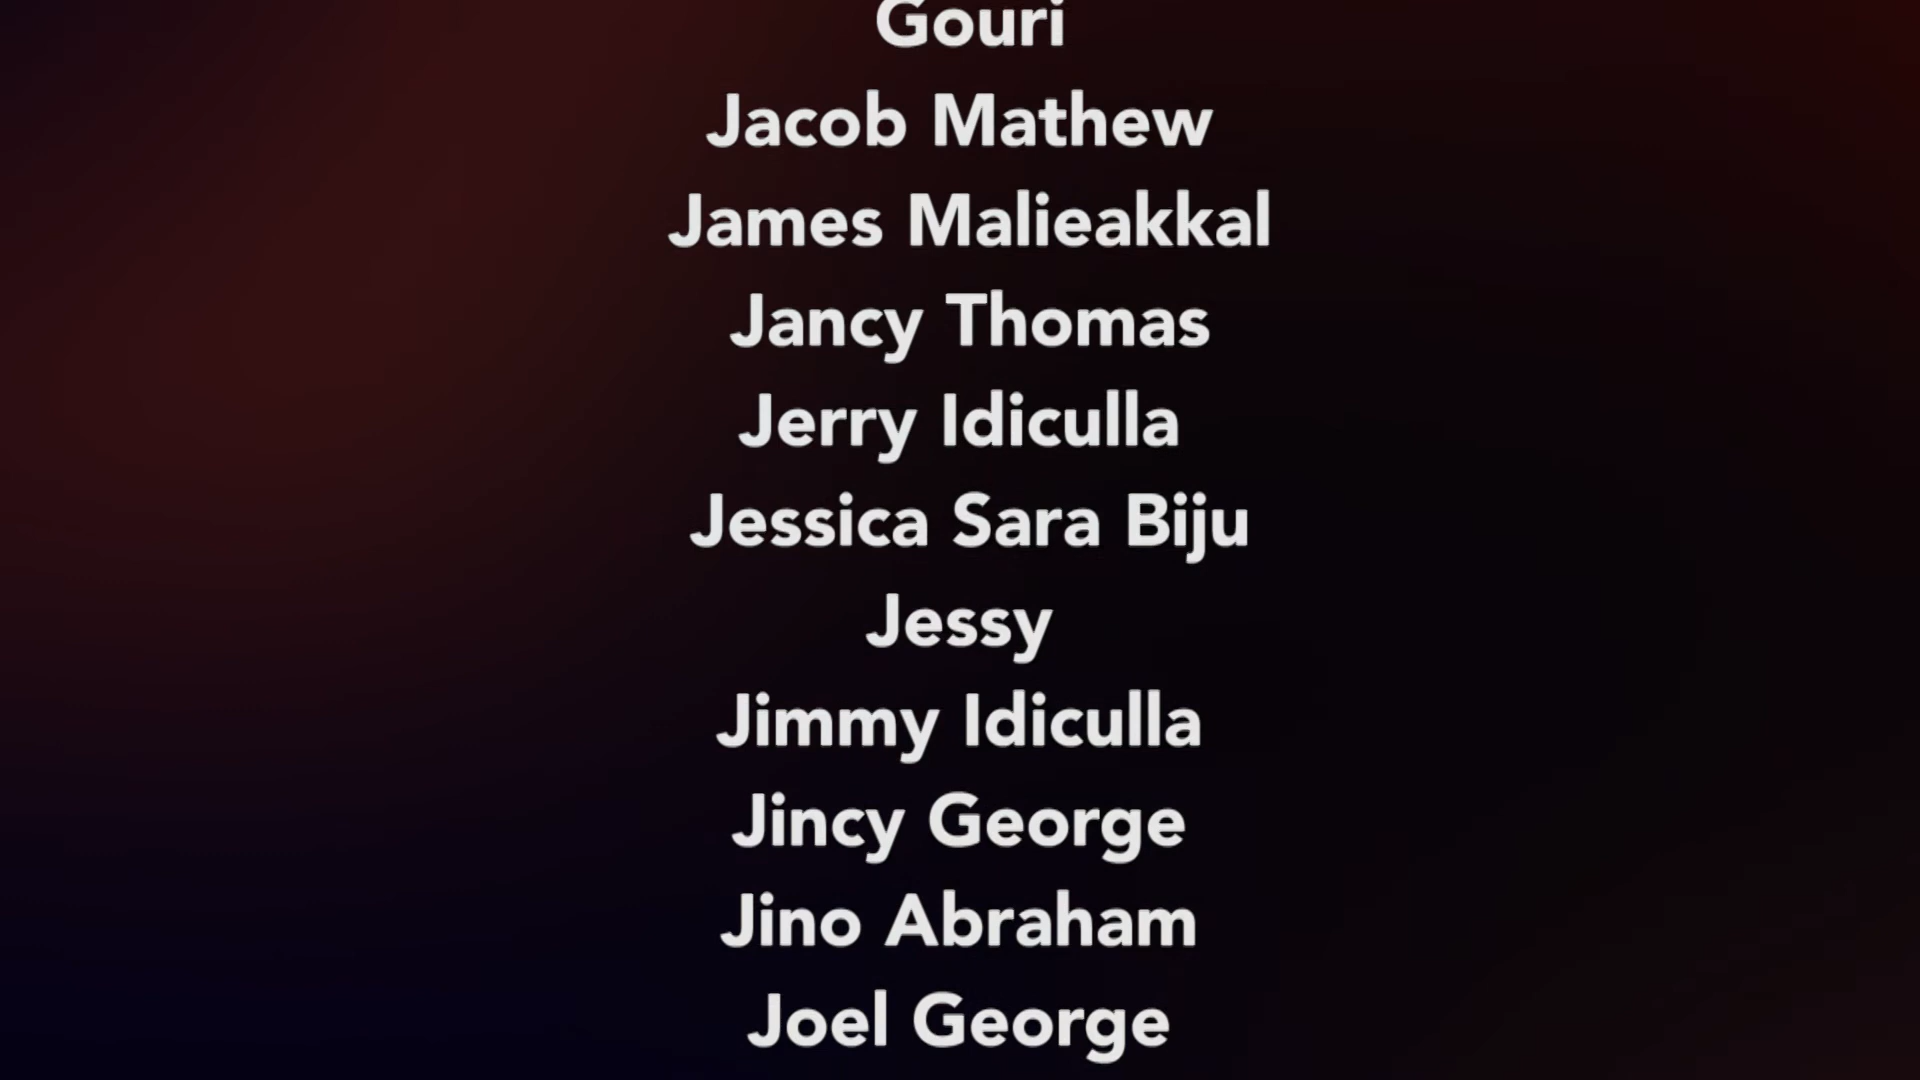 Gouri
Jacob Mathew
James Malieakkal
Jancy Thomas
Jerry Idiculla
Jessica Sara Biju
Jessy
Jimmy Idiculla
Jincy George
Jino Abraham
Joel George